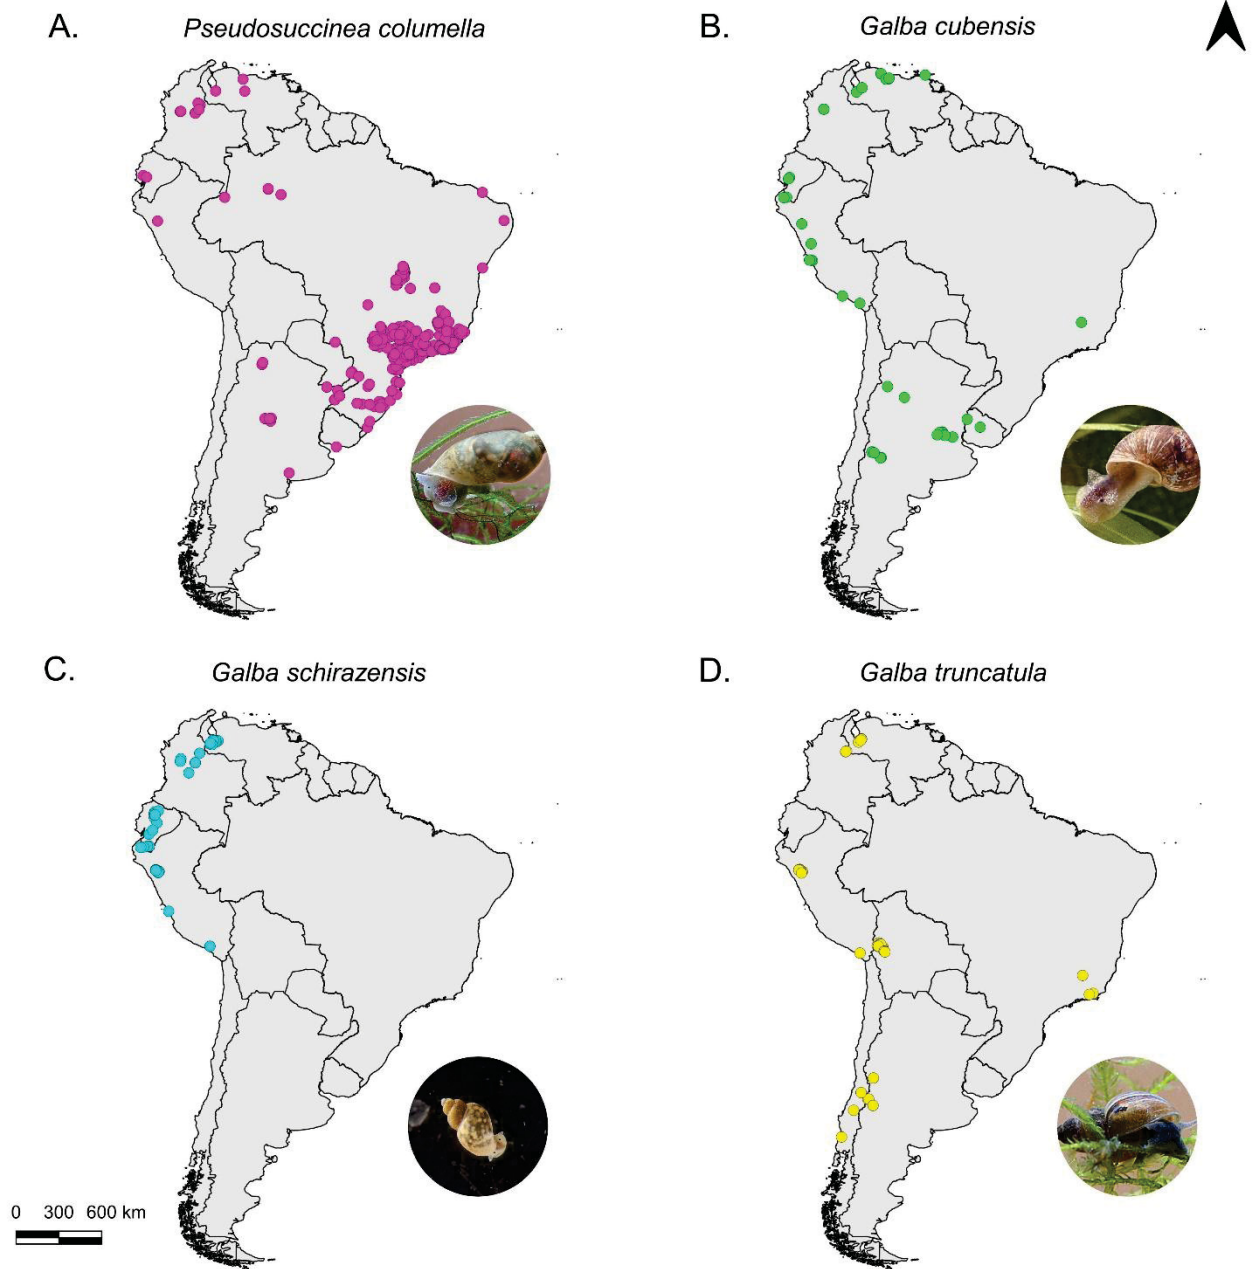 A. Pseudosuccinea columella
B. Galba cubensis
C. Galba schirazensis
D. Galba truncatula
0 300 600 km